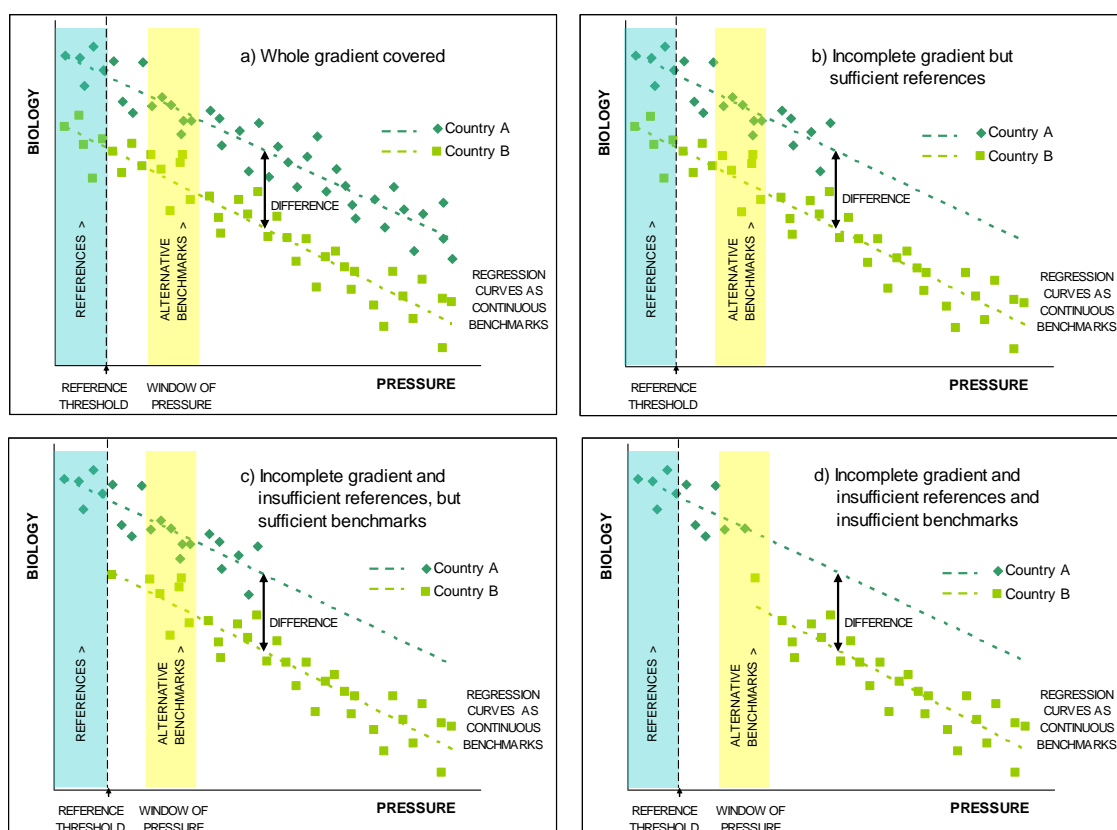 a) Whole gradient covered
BIOLOGY
Country A
Country B
DIFFERENCE
REFERENCES >
ALTERNATIVE
BENCHMARKS >
REGRESSION
CURVES AS
CONTINUOUS
BENCHMARKS
PRESSURE
REFERENCE
THRESHOLD
WINDOW OF
PRESSURE
b) Incomplete gradient but
sufficient references
BIOLOGY
Country A
Country B
DIFFERENCE
REFERENCES >
ALTERNATIVE
BENCHMARKS >
REGRESSION
CURVES AS
CONTINUOUS
BENCHMARKS
PRESSURE
REFERENCE
THRESHOLD
c) Incomplete gradient and
insufficient references, but
sufficient benchmarks
BIOLOGY
Country A
Country B
DIFFERENCE
REFERENCES >
ALTERNATIVE
BENCHMARKS >
REGRESSION
CURVES AS
CONTINUOUS
BENCHMARKS
PRESSURE
REFERENCE
THRESHOLD
WINDOW OF
PRESSURE
d) Incomplete gradient and
insufficient references and
insufficient benchmarks
BIOLOGY
Country A
Country B
DIFFERENCE
REFERENCES >
ALTERNATIVE
BENCHMARKS >
REGRESSION
CURVES AS
CONTINUOUS
BENCHMARKS
PRESSURE
REFERENCE
THRESHOLD
WINDOW OF
PRESSURE